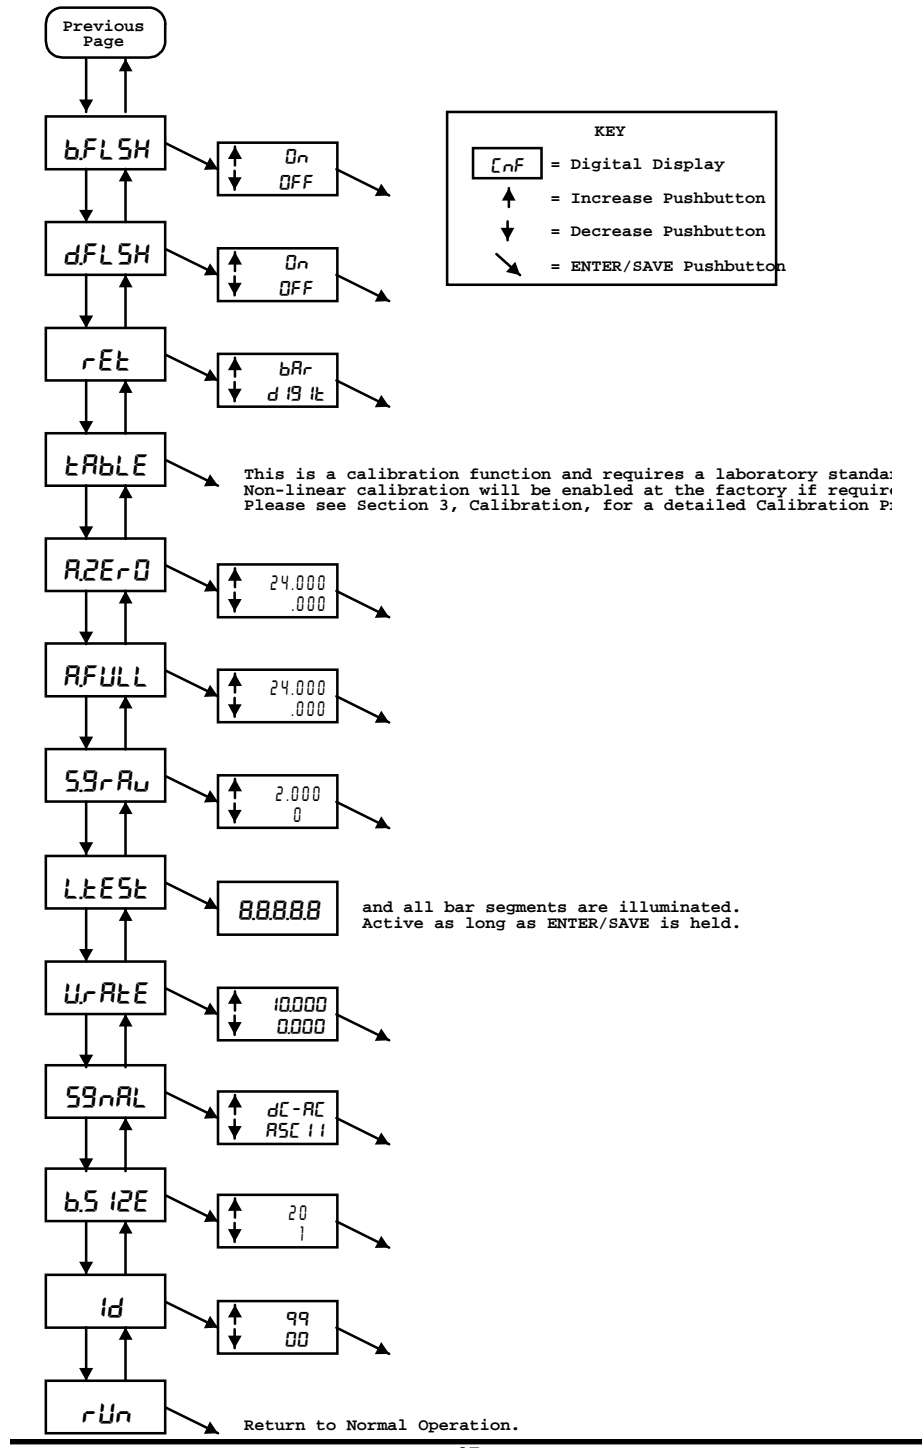 Previous
Page
b.FLSH
On
OFF
KEY
CnF = Digital Display
= Increase Pushbutton
= Decrease Pushbutton
= ENTER/SAVE Pushbutton
d.FLSH
On
OFF
rEt
bAr
d191t
tAbLE
This is a calibration function and requires a laboratory standa
Non-linear calibration will be enabled at the factory if require
Please see Section 3, Calibration, for a detailed Calibration P
A.ZErO
24.000
.000
A.FULL
24.000
.000
S.9rAv
2.000
0
L.tESt
8.8.8.8.8
and all bar segments are illuminated.
Active as long as ENTER/SAVE is held.
U.rAtE
10.000
0.000
S9nAL
dC-AC
ASC11
b.S1ZE
20
1
1d
99
00
rUn
Return to Normal Operation.